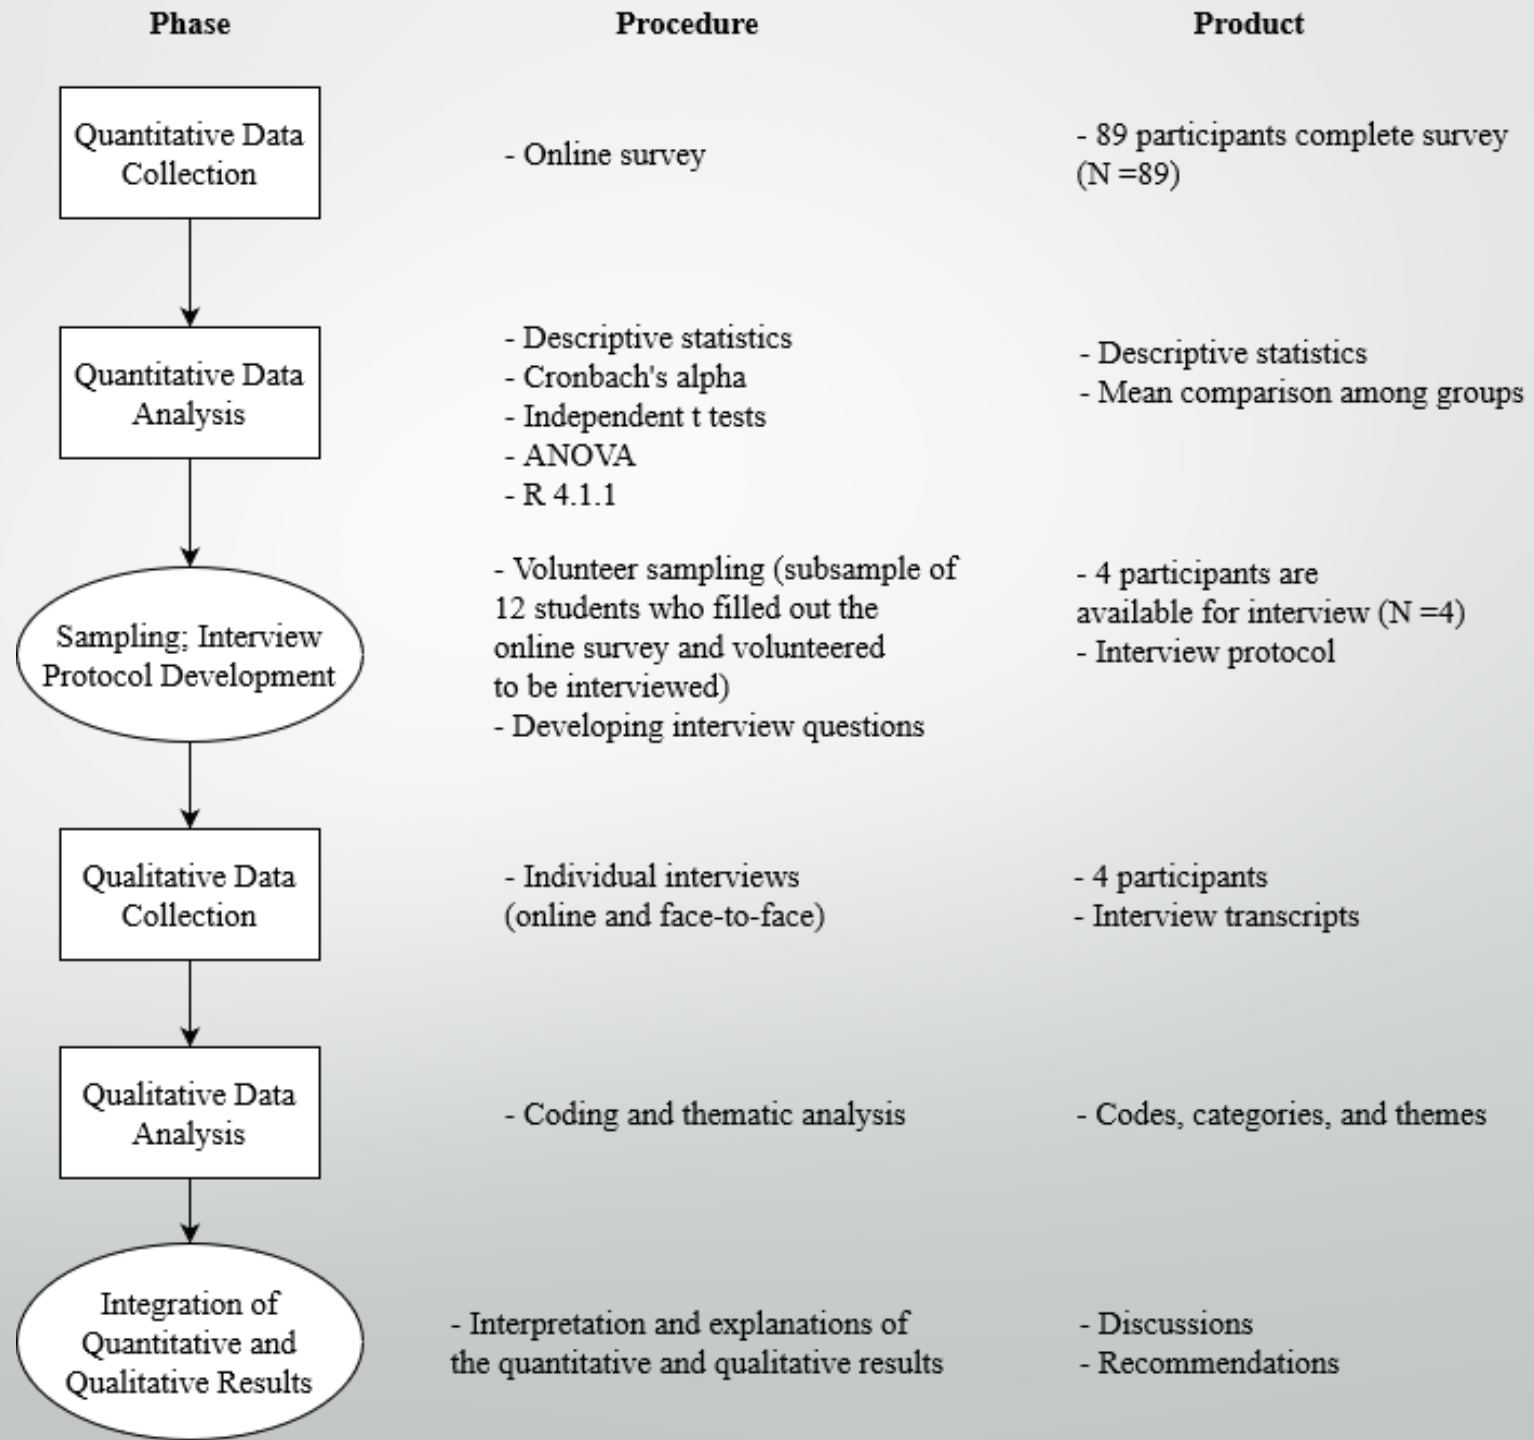 Phase
Procedure
Product
Quantitative Data
Collection
- Online survey
- 89 participants complete survey
(N =89)
Quantitative Data
Analysis
- Descriptive statistics
- Cronbach's alpha
- Independent t tests
- ANOVA
- R 4.1.1
- Descriptive statistics
- Mean comparison among groups
Sampling; Interview
Protocol Development
- Volunteer sampling (subsample of
12 students who filled out the
online survey and volunteered
to be interviewed)
- Developing interview questions
- 4 participants are
available for interview (N =4)
- Interview protocol
Qualitative Data
Collection
- Individual interviews
(online and face-to-face)
- 4 participants
- Interview transcripts
Qualitative Data
Analysis
- Coding and thematic analysis
- Codes, categories, and themes
Integration of
Quantitative and
Qualitative Results
- Interpretation and explanations of
the quantitative and qualitative results
- Discussions
- Recommendations